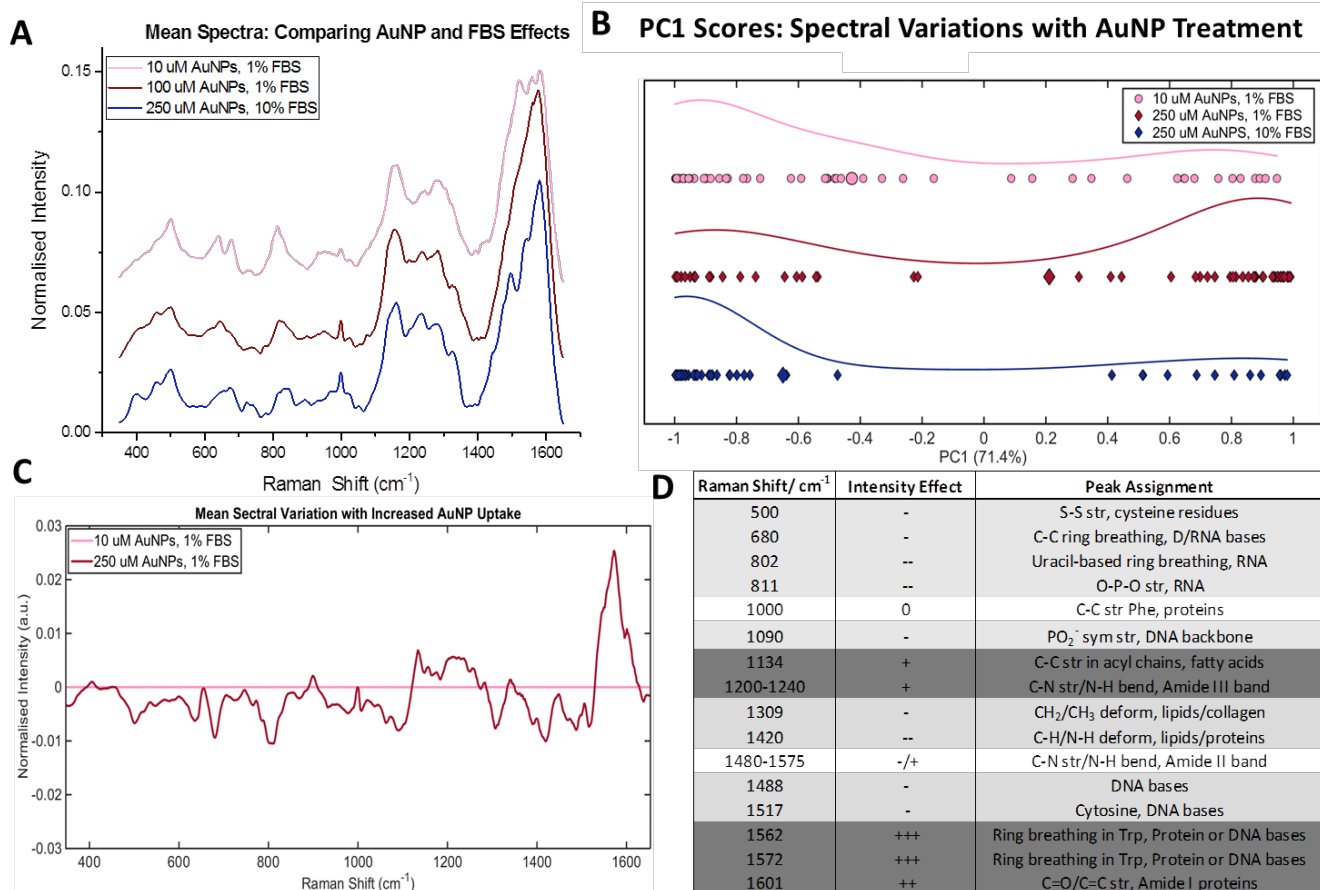 A
Mean Spectra: Comparing AuNP and FBS Effects
10 uM AuNPs, 1% FBS
100 uM AuNPs, 1% FBS
250 uM AuNPs, 10% FBS
0.15
0.10
0.05
0.00
Normalised Intensity
400 600 800 1000 1200 1400 1600
Raman Shift (cm-1)
B
PC1 Scores: Spectral Variations with AuNP Treatment
10 uM AuNPs, 1% FBS
250 uM AuNPs, 1% FBS
250 uM AuNPS, 10% FBS
-1 -0.8 -0.6 -0.4 -0.2 0 0.2 0.4 0.6 0.8 1
PC1 (71.4%)
C
Mean Sectral Variation with Increased AuNP Uptake
10 uM AuNPs, 1% FBS
250 uM AuNPs, 1% FBS
0.03
0.02
0.01
0
-0.01
-0.02
-0.03
Normalised Intensity (a.u.)
400 600 800 1000 1200 1400 1600
Raman Shift (cm-1)
D
Raman Shift/ cm-1 Intensity Effect Peak Assignment
500 - S-S str, cysteine residues
680 - C-C ring breathing, D/RNA bases
802 -- Uracil-based ring breathing, RNA
811 -- O-P-O str, RNA
1000 0 C-C str Phe, proteins
1090 - PO2- sym str, DNA backbone
1134 + C-C str in acyl chains, fatty acids
1200-1240 + C-N str/N-H bend, Amide III band
1309 - CH2/CH3 deform, lipids/collagen
1420 -- C-H/N-H deform, lipids/proteins
1480-1575 -/+ C-N str/N-H bend, Amide II band
1488 - DNA bases
1517 - Cytosine, DNA bases
1562 +++ Ring breathing in Trp, Protein or DNA bases
1572 +++ Ring breathing in Trp, Protein or DNA bases
1601 ++ C=O/C=C str, Amide I proteins